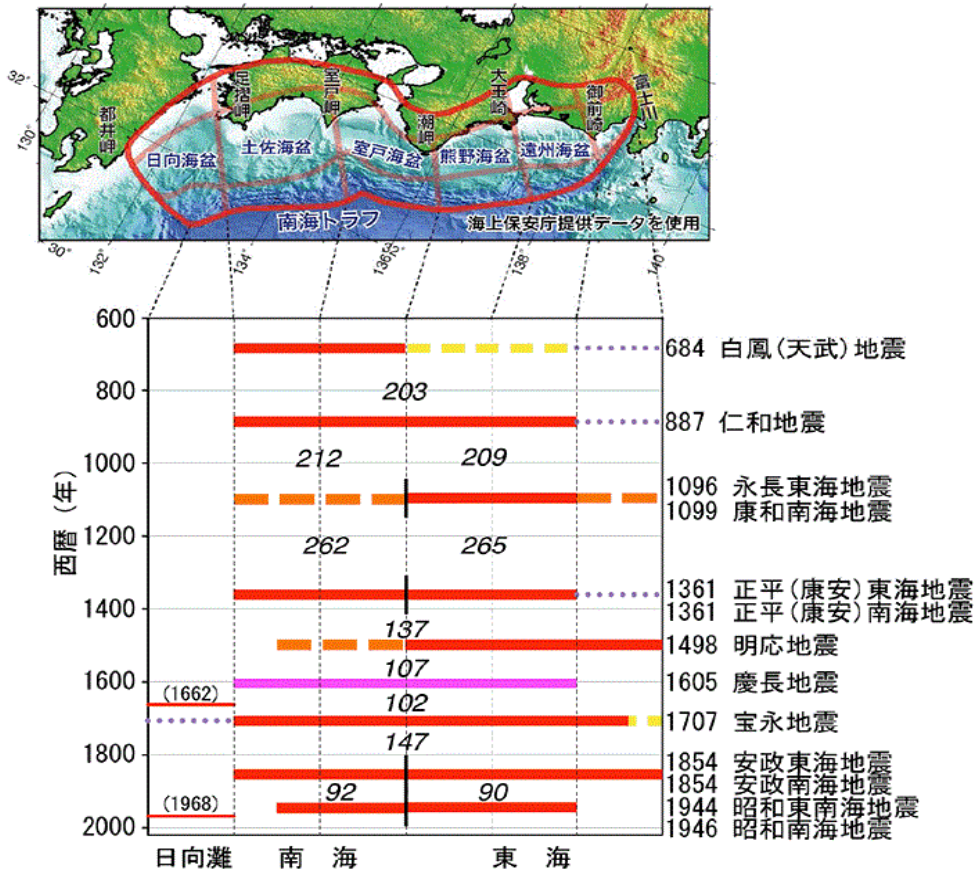 32°
130°
都井岬
足摺岬
室戸岬
潮岬
大王崎
御前崎
富士川
日向海盆
土佐海盆
室戸海盆
熊野海盆
遠州海盆
南海トラフ
海上保安庁提供データを使用
30°
132°
134°
136°
138°
140°
西暦(年)
600
800
1000
1200
1400
1600
1800
2000
684 白鳳(天武)地震
203
887 仁和地震
212
209
1096 永長東海地震
1099 康和南海地震
262
265
1361 正平(康安)東海地震
1361 正平(康安)南海地震
137
1498 明応地震
107
1605 慶長地震
(1662)
102
1707 宝永地震
147
1854 安政東海地震
1854 安政南海地震
92
90
1944 昭和東南海地震
(1968)
1946 昭和南海地震
日向灘
南 海
東 海